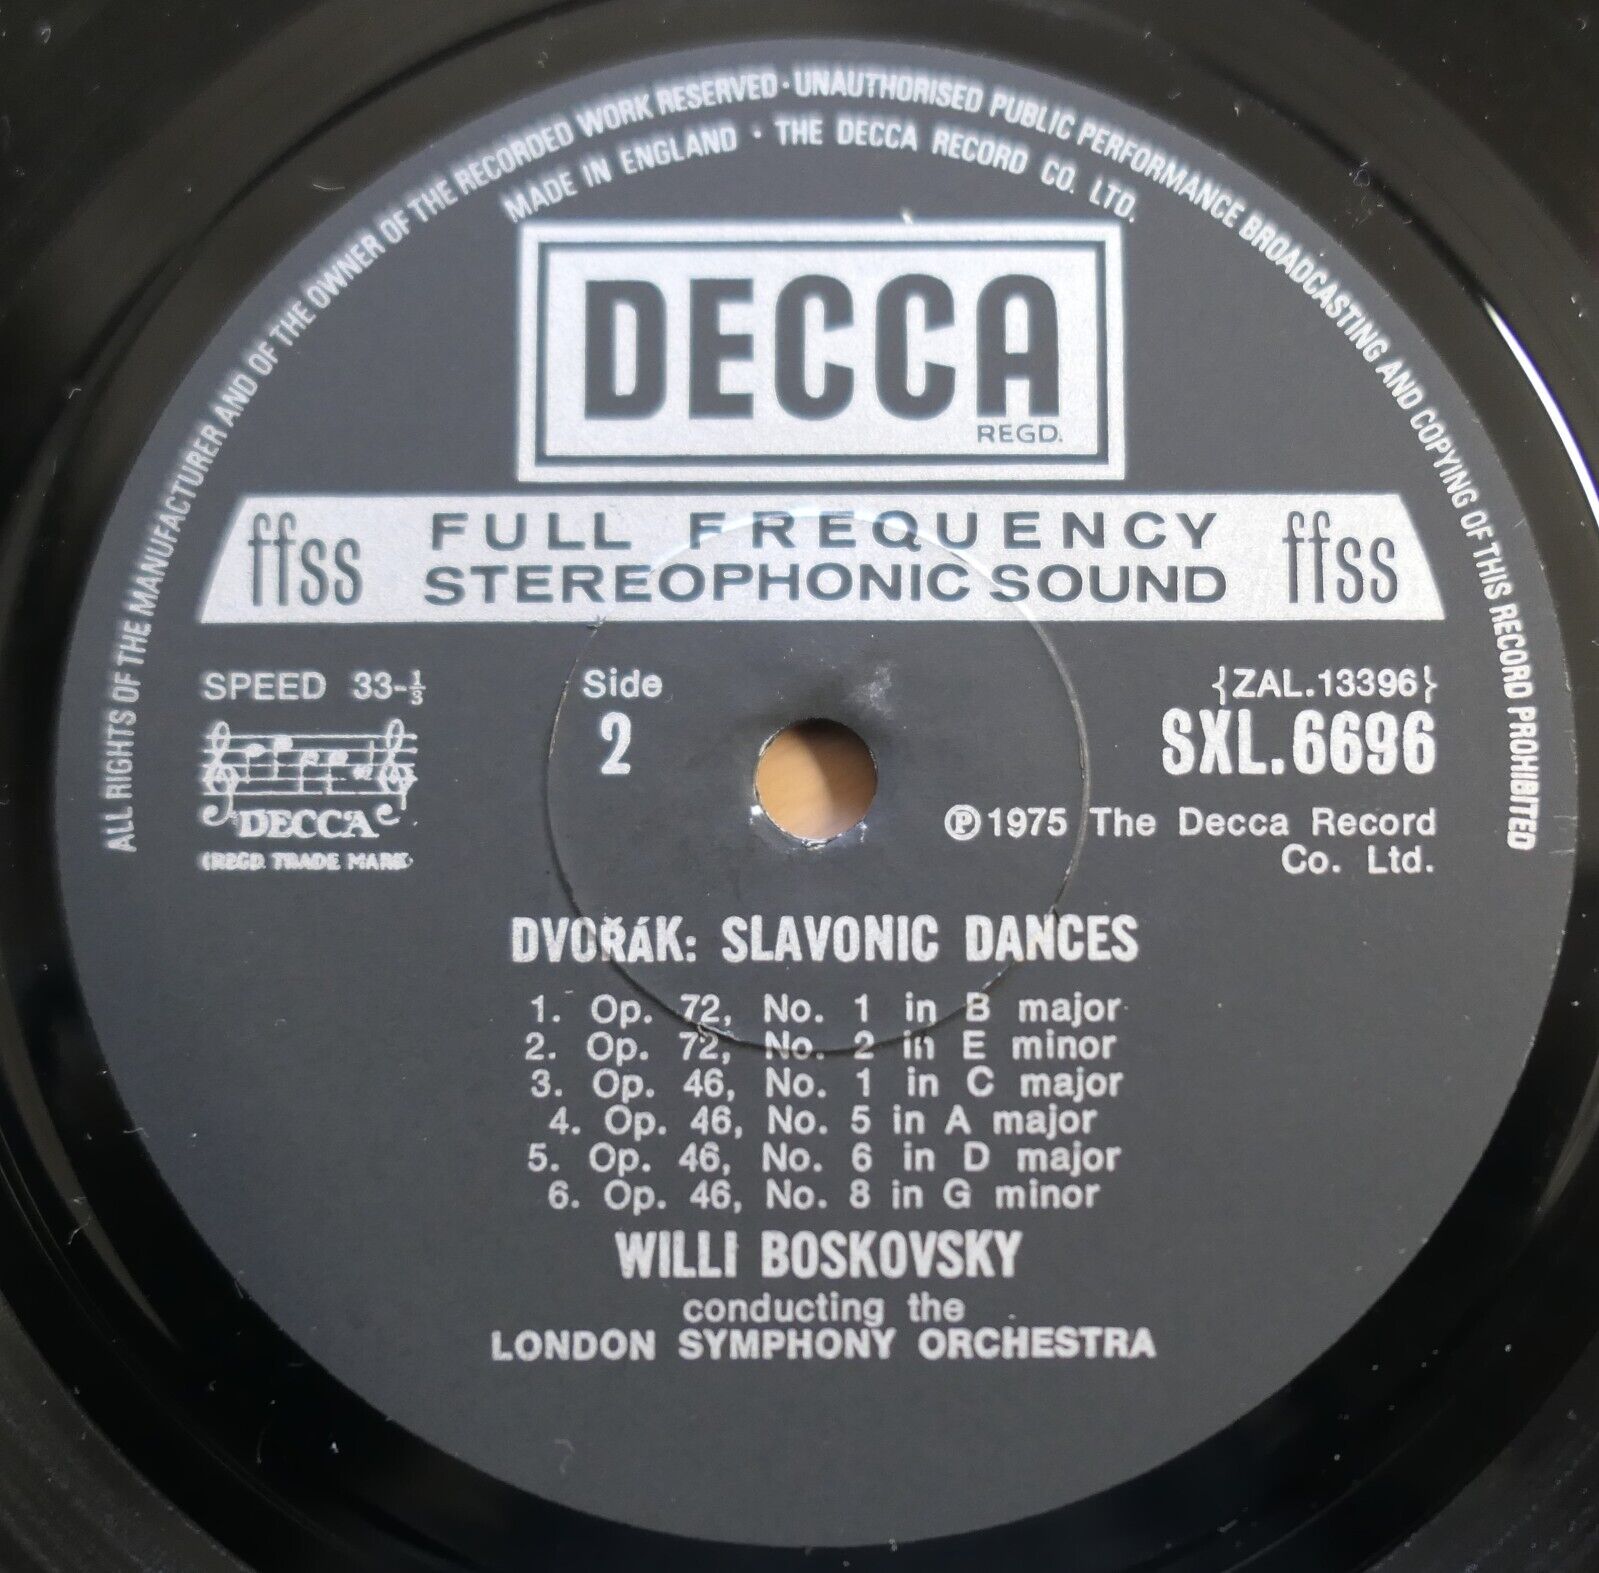 ALL RIGHTS OF THE MANUFACTURER AND OF THE OWNER OF THE RECORDED WORK RESERVED · UNAUTHORISED PUBLIC PERFORMANCE BROADCASTING AND COPYING OF THIS RECORD PROHIBITED
MADE IN ENGLAND · THE DECCA RECORD CO. LTD.
DECCA
REGD.
ffss FULL FREQUENCY ffss
STEREOPHONIC SOUND
SPEED 33-⅓
Side
2
{ZAL.13396}
SXL.6696
DECCA
(REGD. TRADE MARK)
℗1975 The Decca Record
Co. Ltd.
DVOŘÁK: SLAVONIC DANCES
1. Op. 72, No. 1 in B major
2. Op. 72, No. 2 in E minor
3. Op. 46, No. 1 in C major
4. Op. 46, No. 5 in A major
5. Op. 46, No. 6 in D major
6. Op. 46, No. 8 in G minor
WILLI BOSKOVSKY
conducting the
LONDON SYMPHONY ORCHESTRA